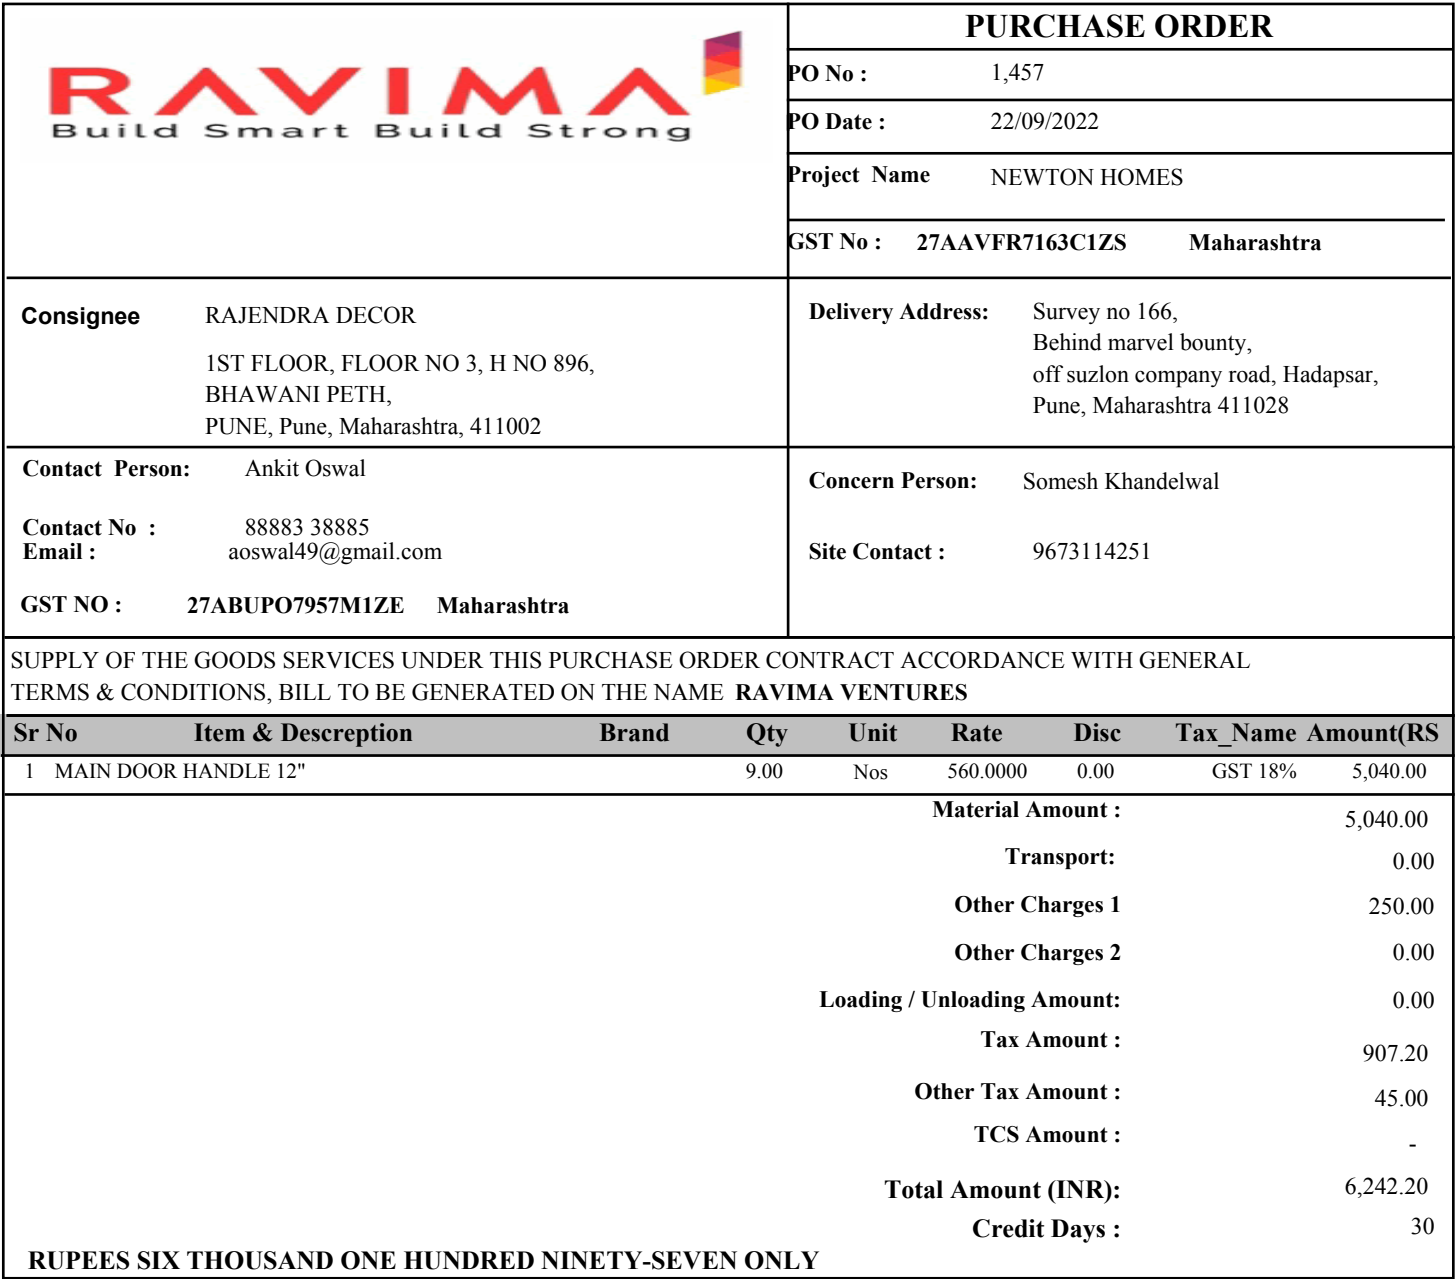 RAVIMA
Build Smart Build Strong
PURCHASE ORDER
PO No : 1,457
PO Date : 22/09/2022
Project Name NEWTON HOMES
GST No : 27AAVFR7163C1ZS Maharashtra
Consignee RAJENDRA DECOR
1ST FLOOR, FLOOR NO 3, H NO 896,
BHAWANI PETH,
PUNE, Pune, Maharashtra, 411002
Delivery Address: Survey no 166,
Behind marvel bounty,
off suzlon company road, Hadapsar,
Pune, Maharashtra 411028
Contact Person: Ankit Oswal
Contact No : 88883 38885
Email : aoswal49@gmail.com
GST NO : 27ABUPO7957M1ZE Maharashtra
Concern Person: Somesh Khandelwal
Site Contact : 9673114251
SUPPLY OF THE GOODS SERVICES UNDER THIS PURCHASE ORDER CONTRACT ACCORDANCE WITH GENERAL
TERMS & CONDITIONS, BILL TO BE GENERATED ON THE NAME RAVIMA VENTURES
Sr No Item & Descreption Brand Qty Unit Rate Disc Tax_Name Amount(RS
1 MAIN DOOR HANDLE 12" 9.00 Nos 560.0000 0.00 GST 18% 5,040.00
Material Amount : 5,040.00
Transport: 0.00
Other Charges 1 250.00
Other Charges 2 0.00
Loading / Unloading Amount: 0.00
Tax Amount : 907.20
Other Tax Amount : 45.00
TCS Amount : -
Total Amount (INR): 6,242.20
Credit Days : 30
RUPEES SIX THOUSAND ONE HUNDRED NINETY-SEVEN ONLY